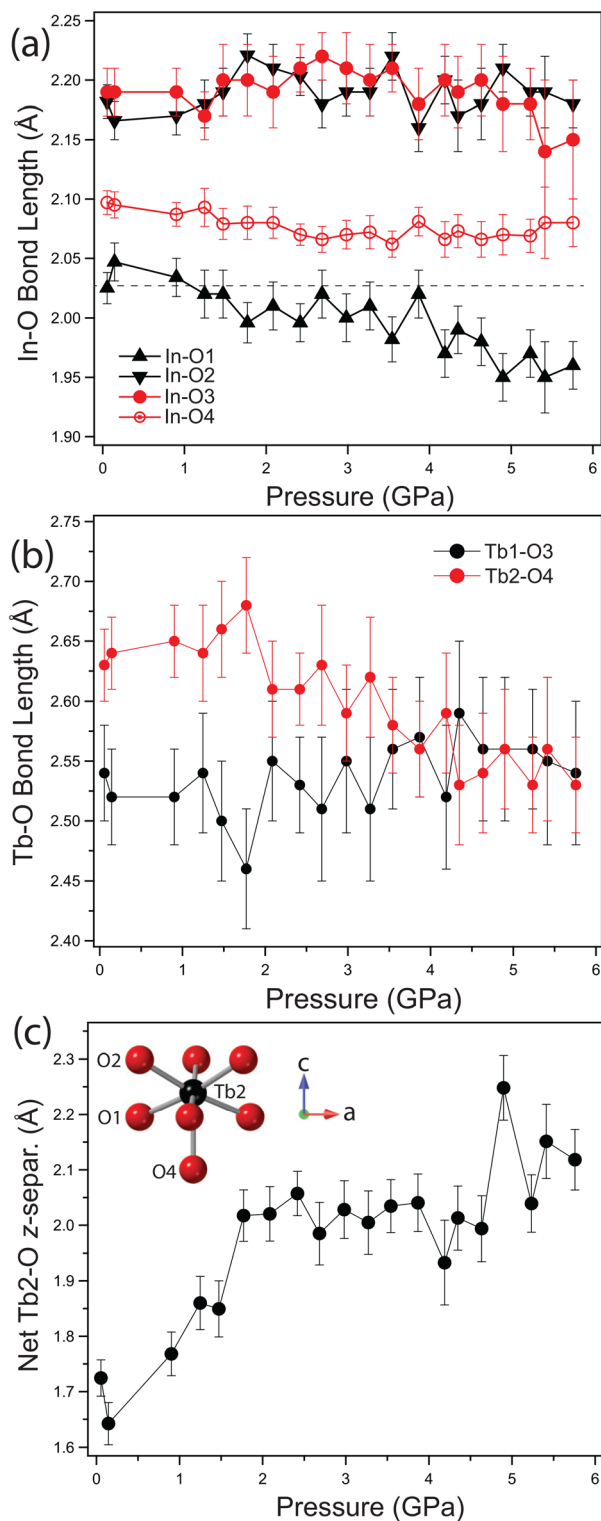 (a)
2.25
2.20
2.15
2.10
2.05
2.00
1.95
1.90
In-O Bond Length (Å)
In-O1
In-O2
In-O3
In-O4
0 1 2 3 4 5 6
Pressure (GPa)
(b)
2.75
2.70
2.65
2.60
2.55
2.50
2.45
2.40
Tb-O Bond Length (Å)
Tb1-O3
Tb2-O4
0 1 2 3 4 5 6
Pressure (GPa)
(c)
2.3
2.2
2.1
2.0
1.9
1.8
1.7
1.6
Net Tb2-O z-separ. (Å)
O2
Tb2
O1
O4
c
a
0 1 2 3 4 5 6
Pressure (GPa)